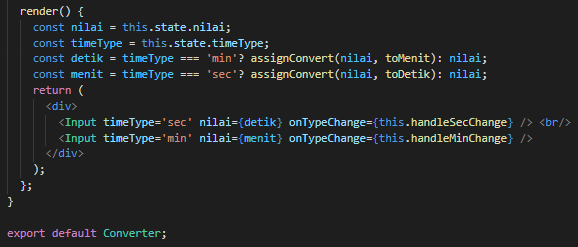 render() {
const nilai = this.state.nilai;
const timeType = this.state.timeType;
const detik = timeType === 'min'? assignConvert(nilai, toMenit): nilai;
const menit = timeType === 'sec'? assignConvert(nilai, toDetik): nilai;
return (
<div>
<Input timeType='sec' nilai={detik} onTypeChange={this.handleSecChange} /> <br/>
<Input timeType='min' nilai={menit} onTypeChange={this.handleMinChange} />
</div>
);
};
}
export default Converter;